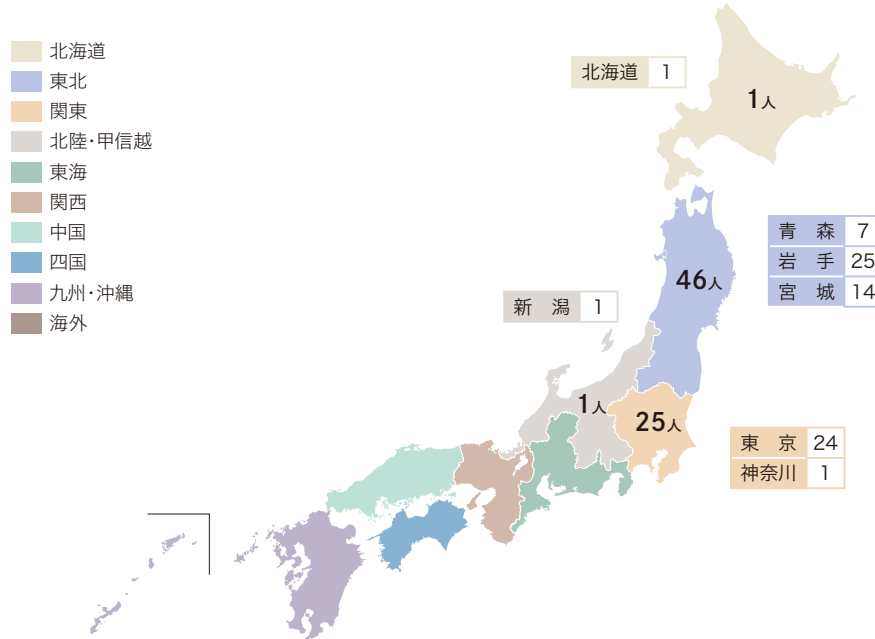 北海道
東北
関東
北陸・甲信越
東海
関西
中国
四国
九州・沖縄
海外
北海道 1
1人
青 森 7
岩 手 25
宮 城 14
46人
新 潟 1
1人
25人
東 京 24
神奈川 1